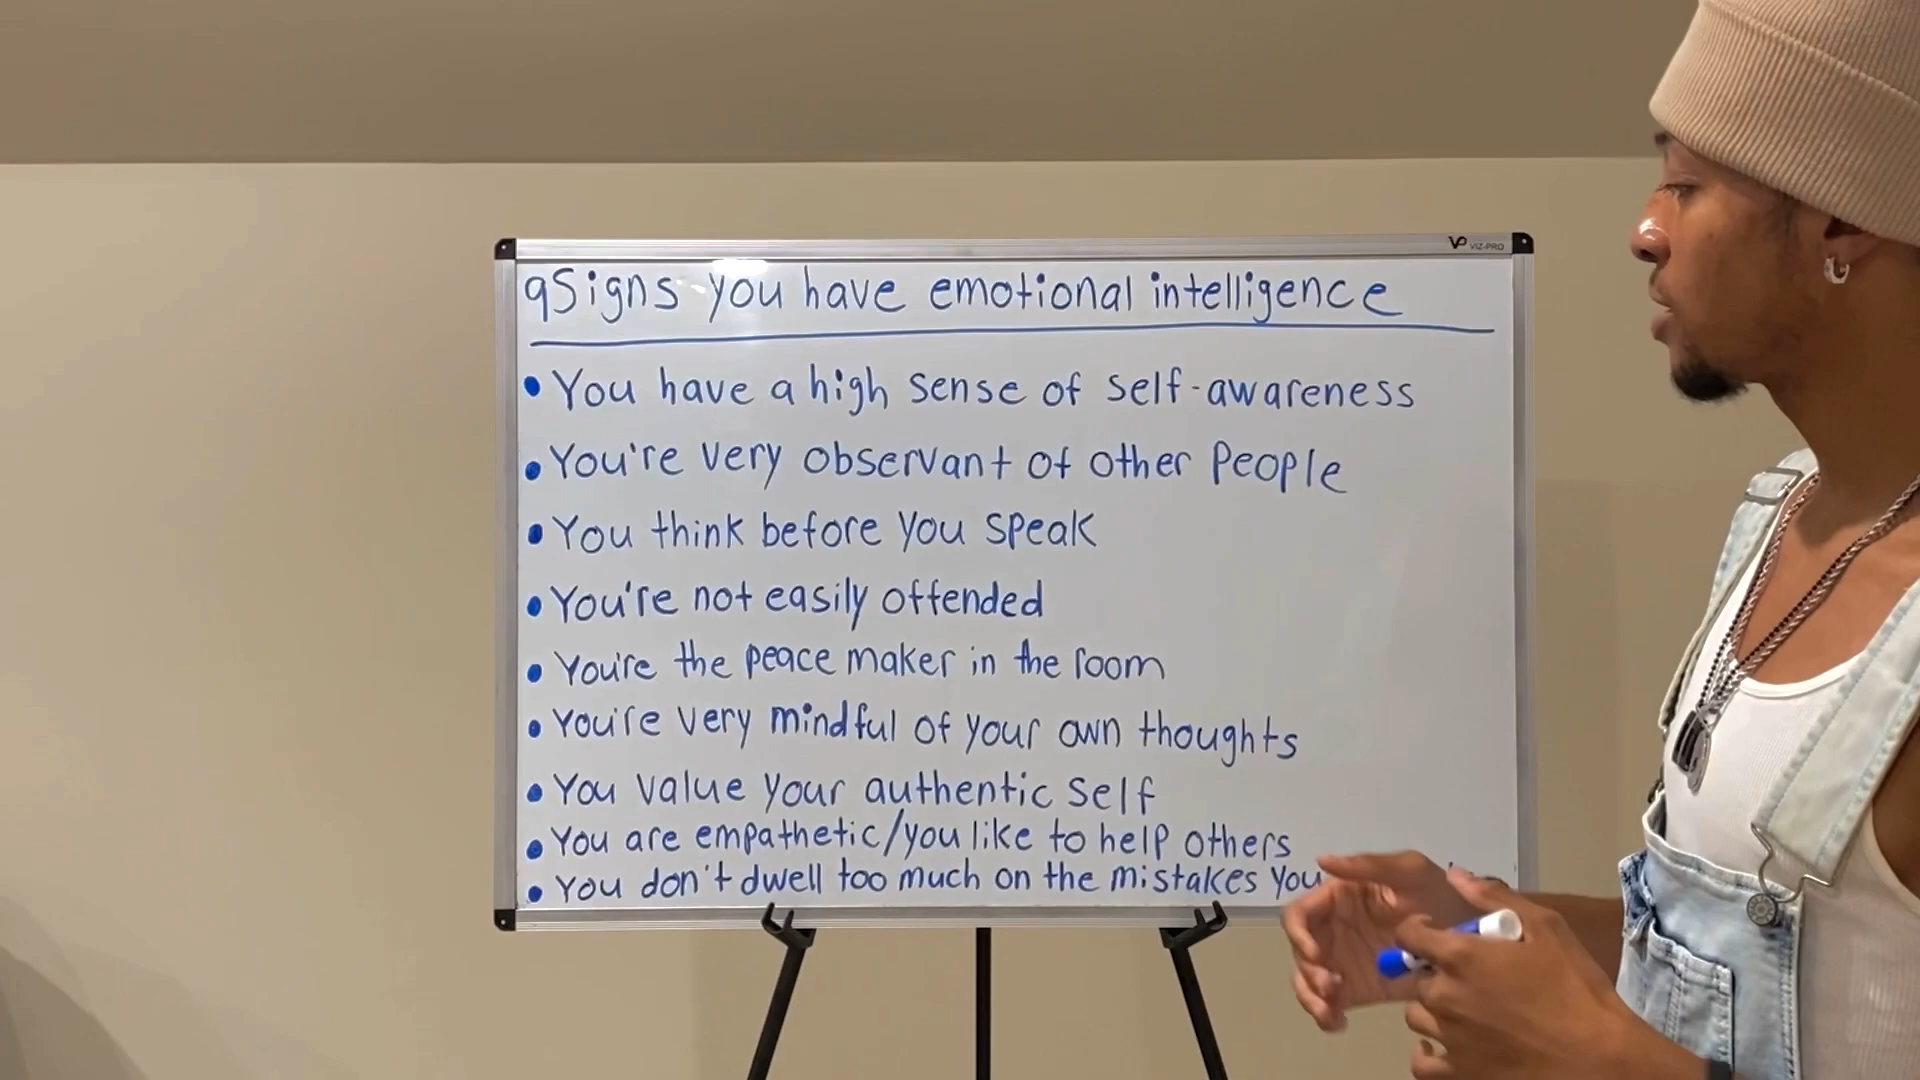 VP VIZ-PRO
9 Signs you have emotional intelligence
• You have a high sense of self-awareness
• You're very observant of other people
• You think before you speak
• You're not easily offended
• You're the peace maker in the room
• You're very mindful of your own thoughts
• You value your authentic self
• You are empathetic/you like to help others
• You don't dwell too much on the mistakes you